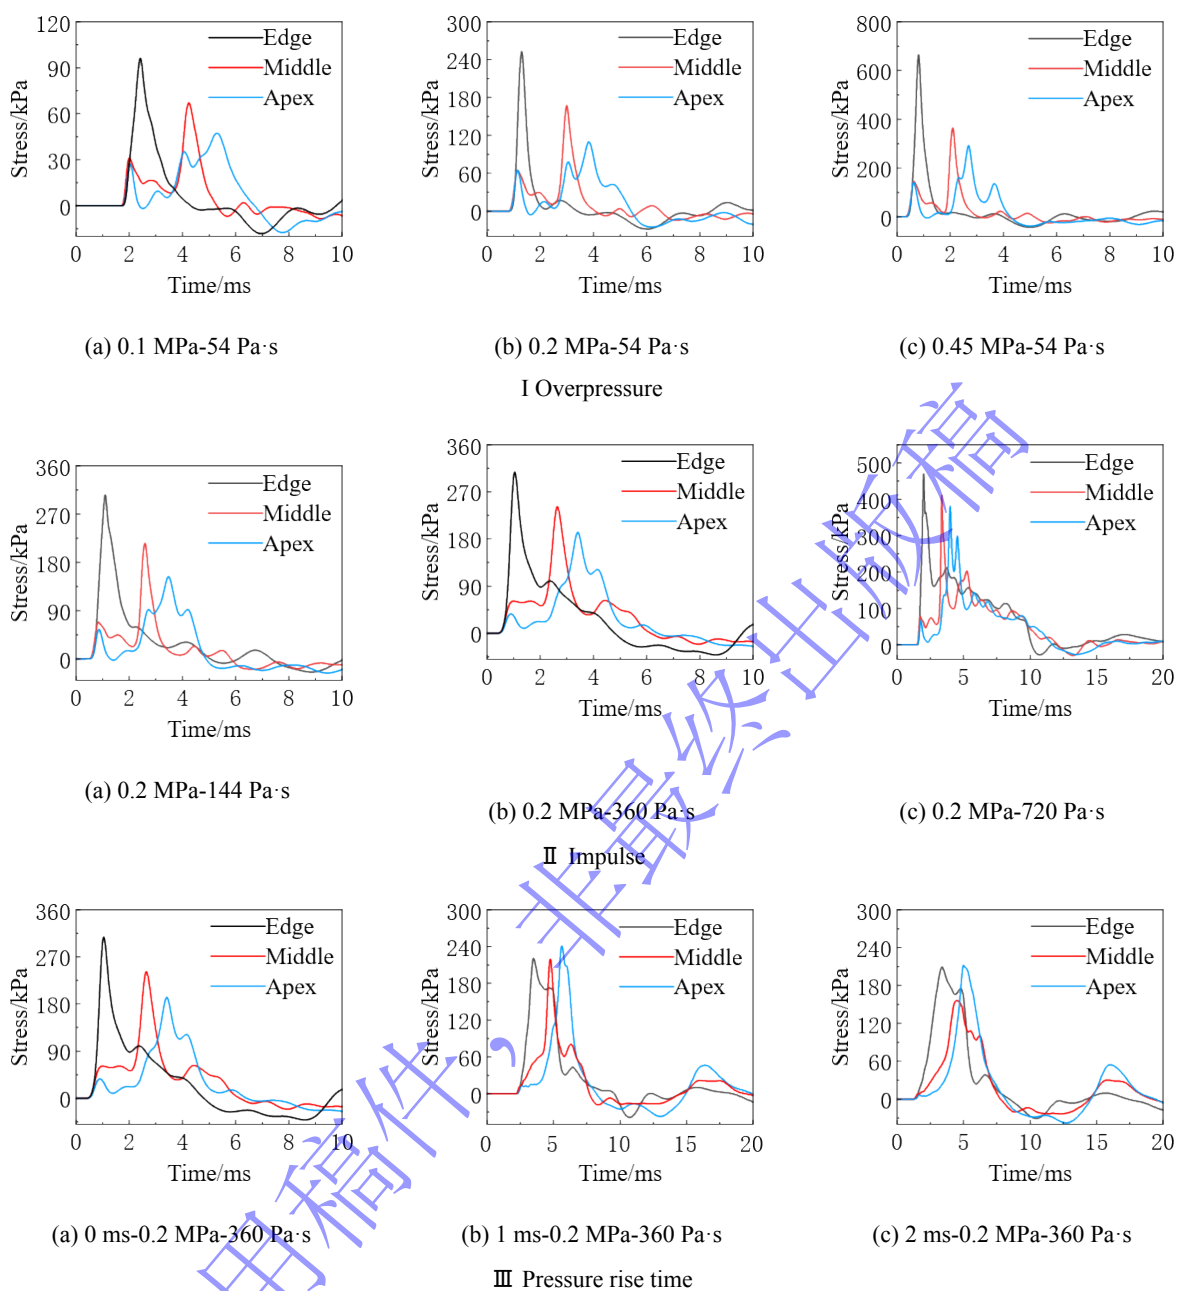 120
90
60
30
0
Stress/kPa
Edge
Middle
Apex
0 2 4 6 8 10
Time/ms
(a) 0.1 MPa-54 Pa·s
300
240
180
120
60
0
Stress/kPa
Edge
Middle
Apex
0 2 4 6 8 10
Time/ms
(b) 0.2 MPa-54 Pa·s
800
600
400
200
0
Stress/kPa
Edge
Middle
Apex
0 2 4 6 8 10
Time/ms
(c) 0.45 MPa-54 Pa·s
I Overpressure
360
270
180
90
0
Stress/kPa
Edge
Middle
Apex
0 2 4 6 8 10
Time/ms
(a) 0.2 MPa-144 Pa·s
360
270
180
90
0
Stress/kPa
Edge
Middle
Apex
0 2 4 6 8 10
Time/ms
(b) 0.2 MPa-360 Pa·s
500
400
300
200
100
0
Stress/kPa
Edge
Middle
Apex
0 5 10 15 20
Time/ms
(c) 0.2 MPa-720 Pa·s
Ⅱ Impulse
360
270
180
90
0
Stress/kPa
Edge
Middle
Apex
0 2 4 6 8 10
Time/ms
(a) 0 ms-0.2 MPa-360 Pa·s
300
240
180
120
60
0
Stress/kPa
Edge
Middle
Apex
0 5 10 15 20
Time/ms
(b) 1 ms-0.2 MPa-360 Pa·s
300
240
180
120
60
0
Stress/kPa
Edge
Middle
Apex
0 5 10 15 20
Time/ms
(c) 2 ms-0.2 MPa-360 Pa·s
Ⅲ Pressure rise time
用稿件，非最终出版稿